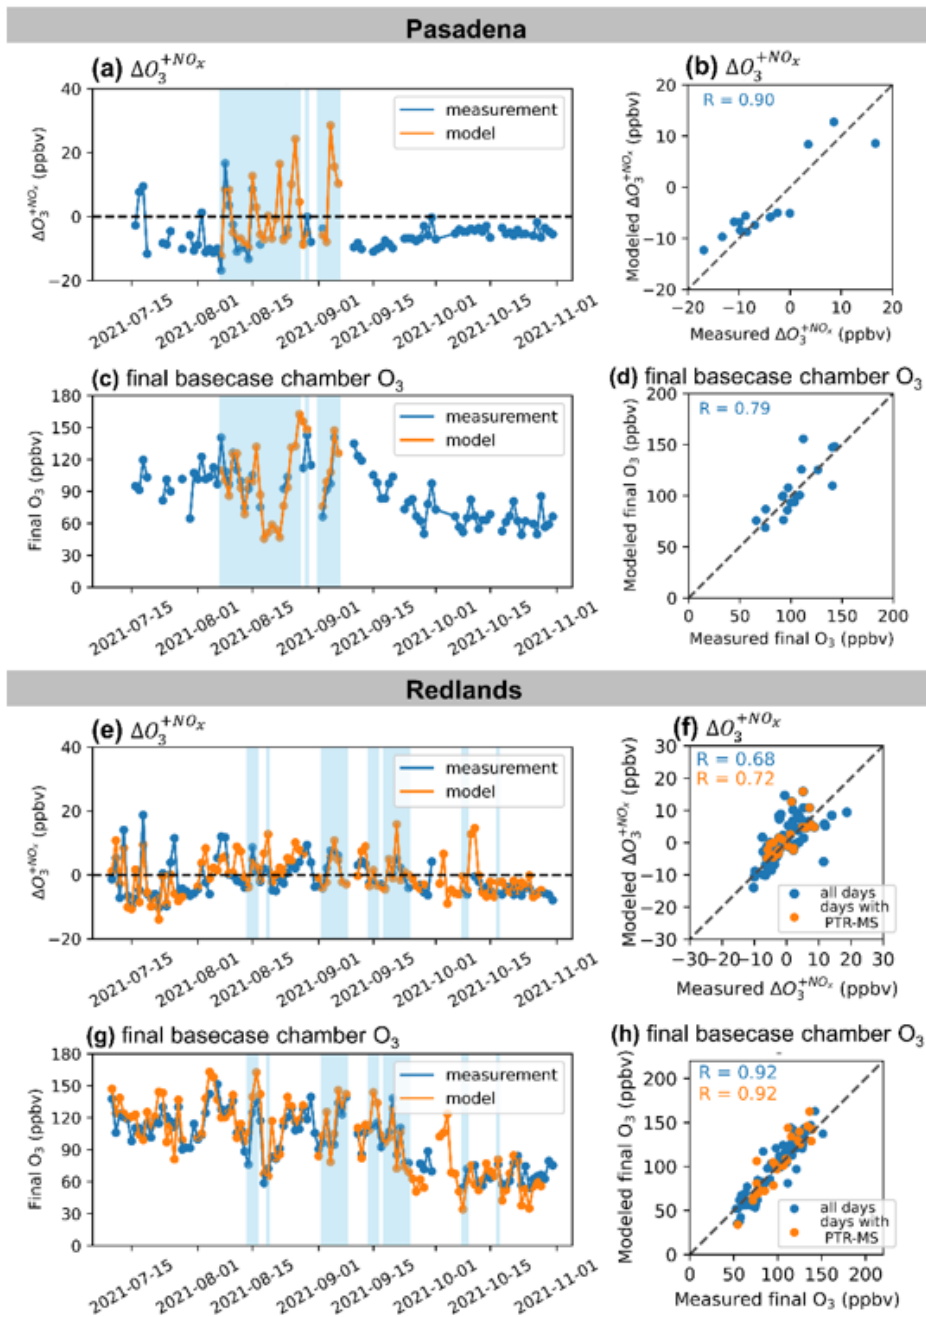 Pasadena
(a) ΔO₃⁺ᴺᴼˣ
ΔO₃⁺ᴺᴼˣ (ppbv)
40
20
0
−20
measurement
model
2021-07-15
2021-08-01
2021-08-15
2021-09-01
2021-09-15
2021-10-01
2021-10-15
2021-11-01
(b) ΔO₃⁺ᴺᴼˣ
Modeled ΔO₃⁺ᴺᴼˣ (ppbv)
20
10
0
−10
−20
R = 0.90
−20 −10 0 10 20
Measured ΔO₃⁺ᴺᴼˣ (ppbv)
(c) final basecase chamber O₃
Final O₃ (ppbv)
180
150
120
90
60
30
0
measurement
model
2021-07-15
2021-08-01
2021-08-15
2021-09-01
2021-09-15
2021-10-01
2021-10-15
2021-11-01
(d) final basecase chamber O₃
Modeled final O₃ (ppbv)
200
150
100
50
0
R = 0.79
0 50 100 150 200
Measured final O₃ (ppbv)
Redlands
(e) ΔO₃⁺ᴺᴼˣ
ΔO₃⁺ᴺᴼˣ (ppbv)
40
20
0
−20
measurement
model
2021-07-15
2021-08-01
2021-08-15
2021-09-01
2021-09-15
2021-10-01
2021-10-15
2021-11-01
(f) ΔO₃⁺ᴺᴼˣ
Modeled ΔO₃⁺ᴺᴼˣ (ppbv)
30
20
10
0
−10
−20
−30
R = 0.68
R = 0.72
all days
days with
PTR-MS
−30−20−10 0 10 20 30
Measured ΔO₃⁺ᴺᴼˣ (ppbv)
(g) final basecase chamber O₃
Final O₃ (ppbv)
180
150
120
90
60
30
0
measurement
model
2021-07-15
2021-08-01
2021-08-15
2021-09-01
2021-09-15
2021-10-01
2021-10-15
2021-11-01
(h) final basecase chamber O₃
Modeled final O₃ (ppbv)
200
150
100
50
0
R = 0.92
R = 0.92
all days
days with
PTR-MS
0 50 100 150 200
Measured final O₃ (ppbv)